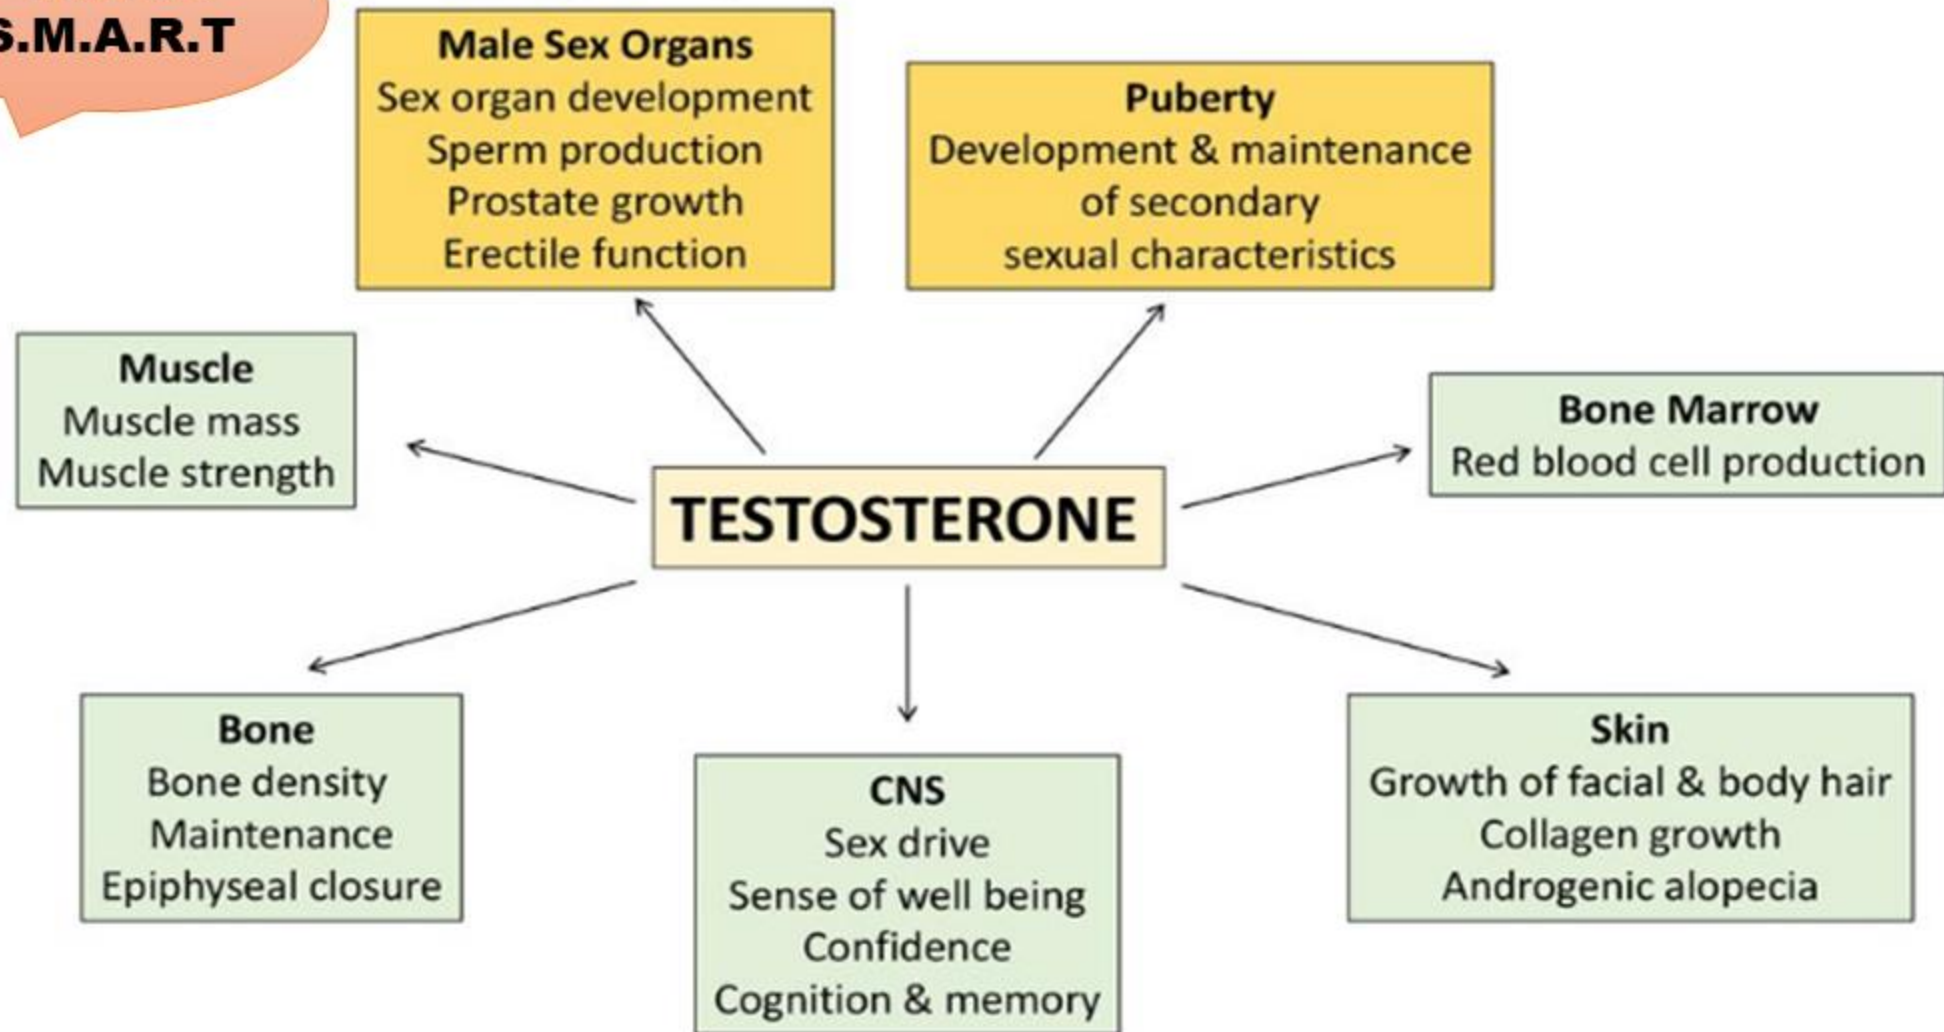 S.M.A.R.T
Male Sex Organs
Sex organ development
Sperm production
Prostate growth
Erectile function
Puberty
Development & maintenance
of secondary
sexual characteristics
Muscle
Muscle mass
Muscle strength
Bone Marrow
Red blood cell production
TESTOSTERONE
Bone
Bone density
Maintenance
Epiphyseal closure
CNS
Sex drive
Sense of well being
Confidence
Cognition & memory
Skin
Growth of facial & body hair
Collagen growth
Androgenic alopecia